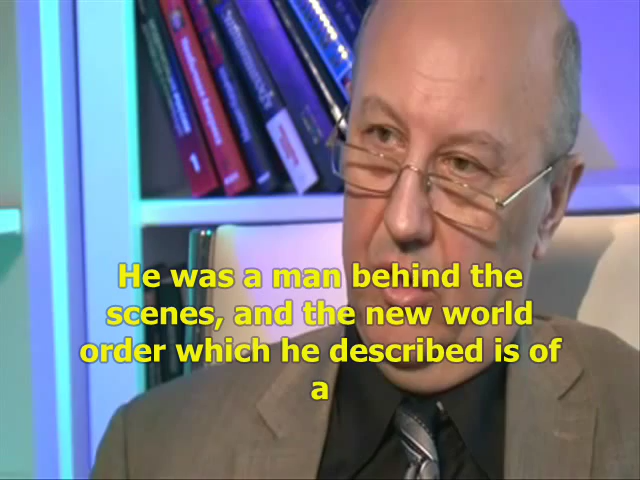 He was a man behind the
scenes, and the new world
order which he described is of
a